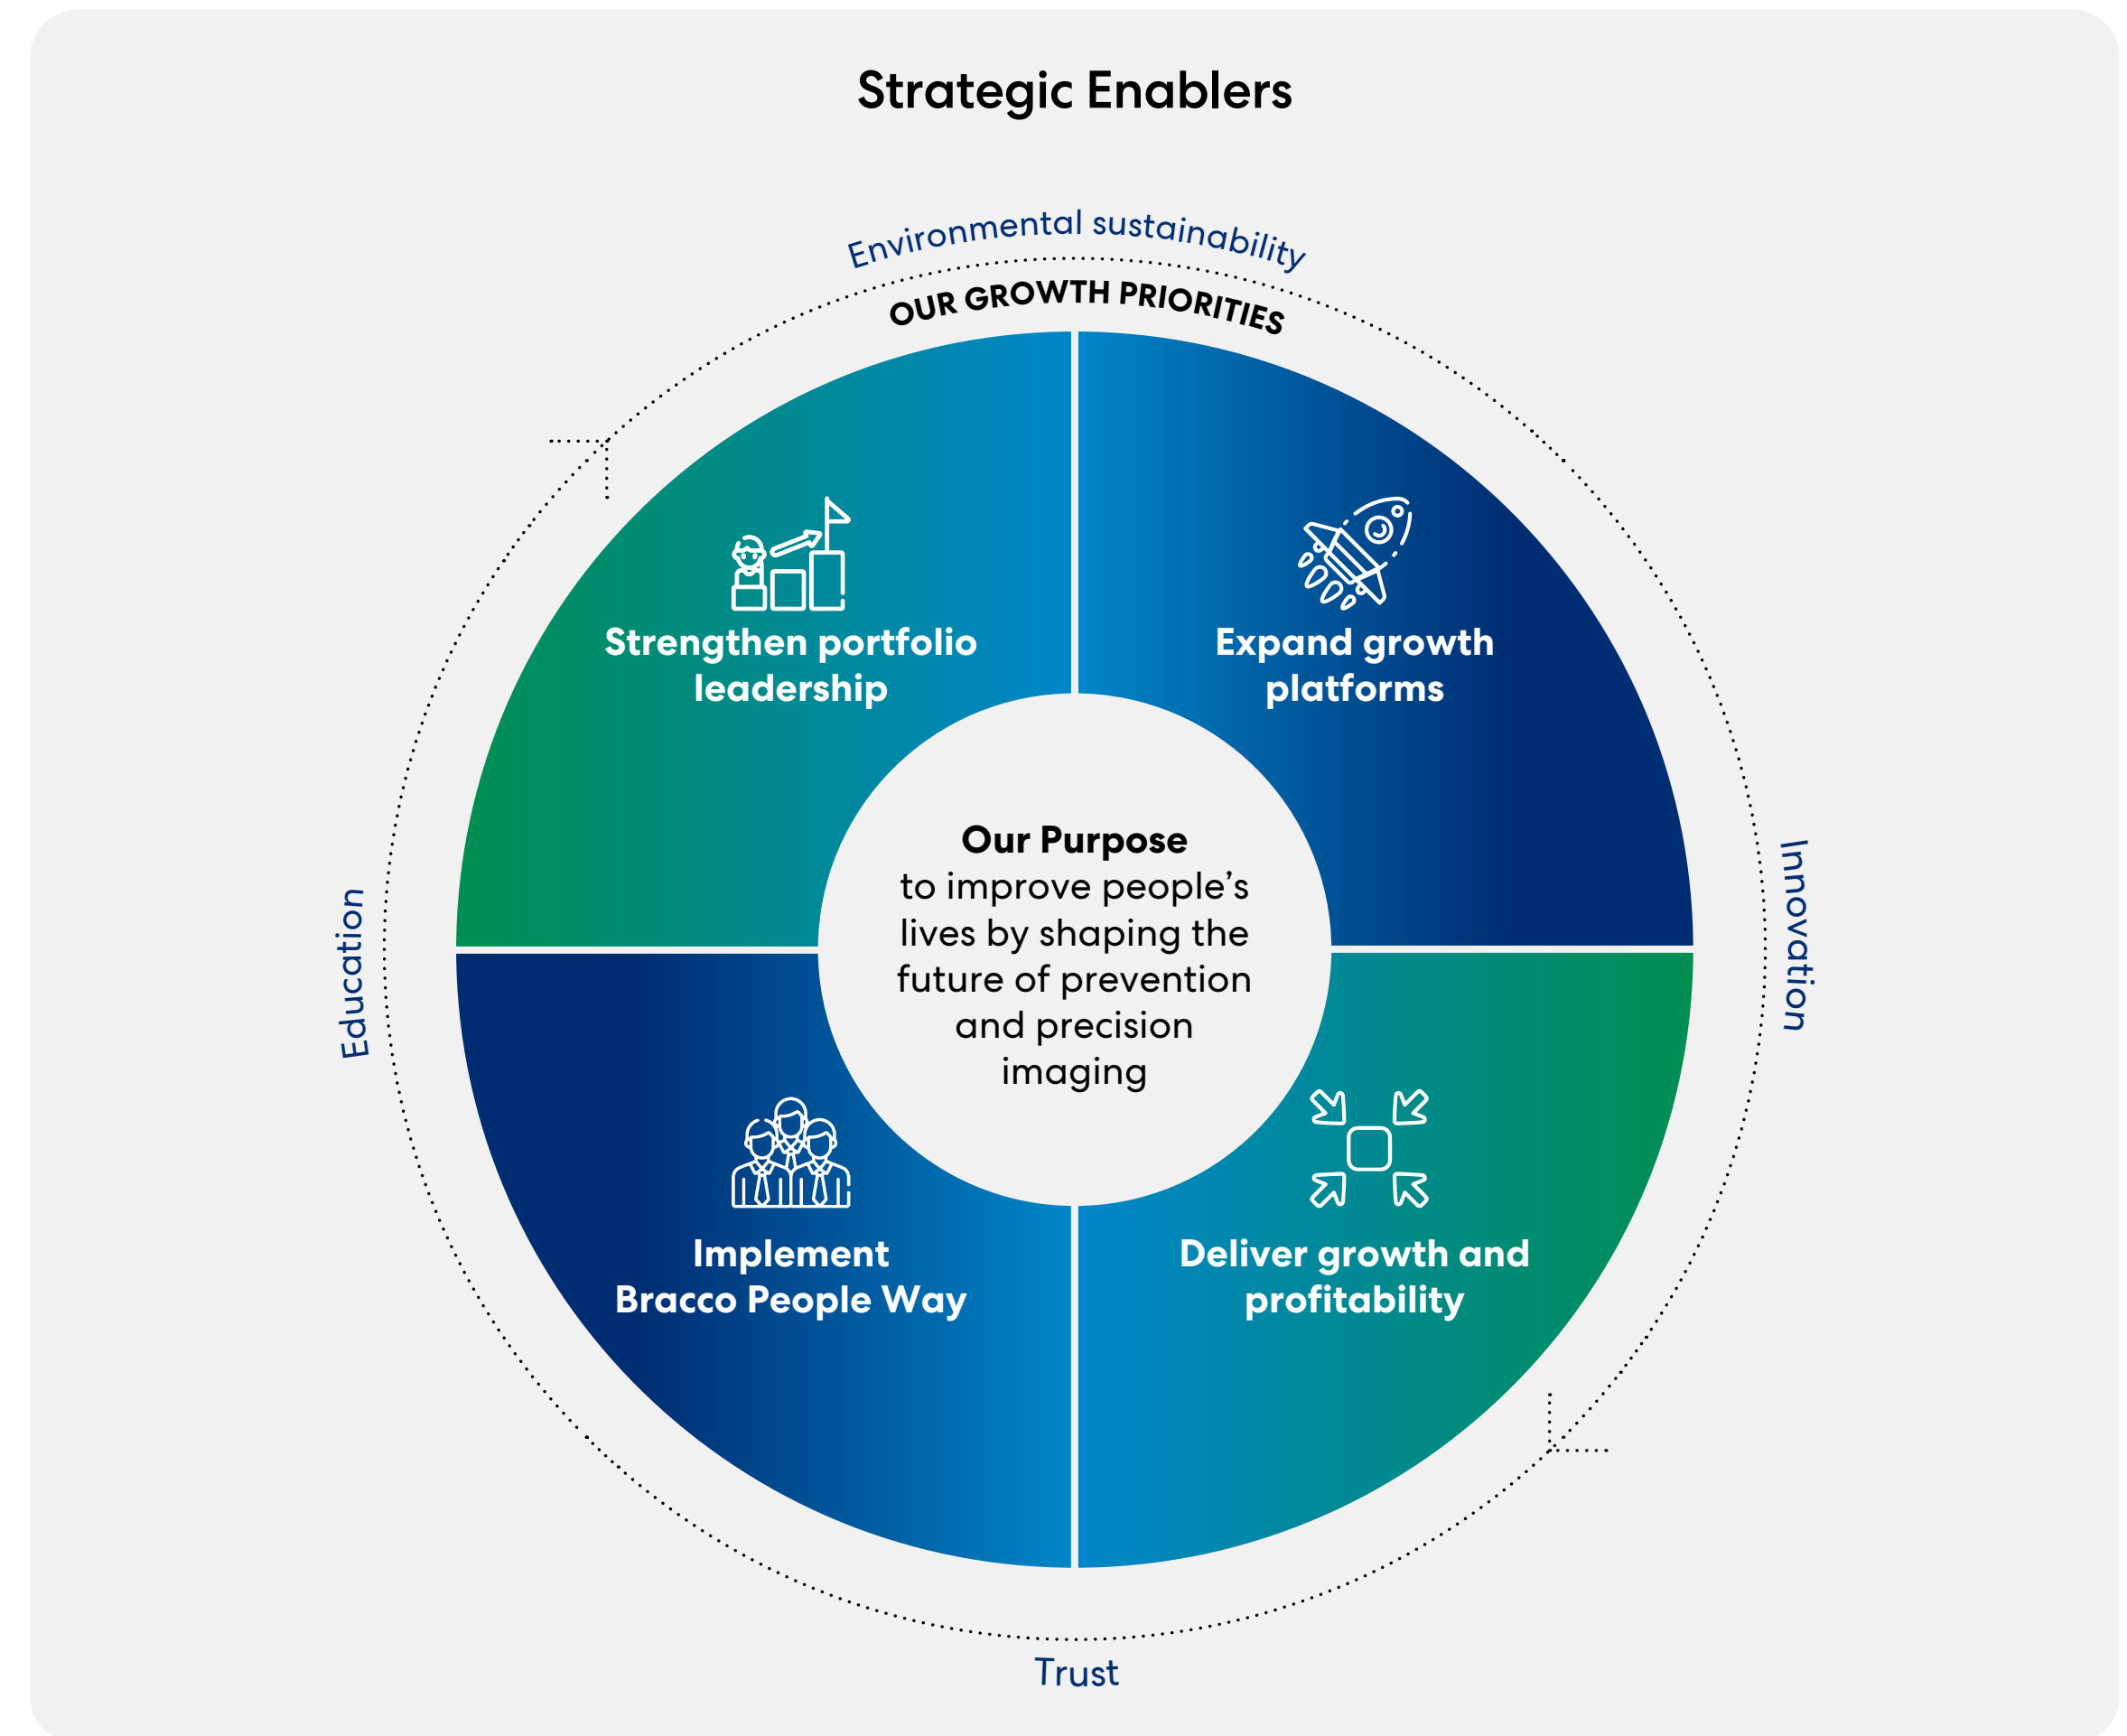 Strategic Enablers
Environmental sustainability
OUR GROWTH PRIORITIES
Strengthen portfolio
leadership
Expand growth
platforms
Education
Our Purpose
to improve people’s
lives by shaping the
future of prevention
and precision
imaging
Innovation
Implement
Bracco People Way
Deliver growth and
profitability
Trust